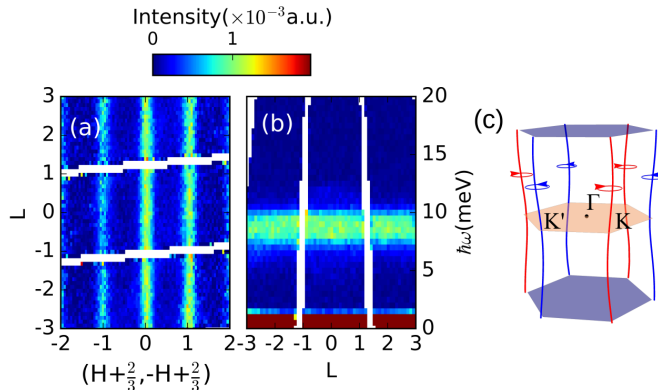 Intensity(×10⁻³a.u.)
0 1
(a)
3
2
1
0
-1
-2
-3
L
-2 -1 0 1 2
(H+2/3,-H+2/3)
(b)
20
15
10
5
0
ħω(meV)
-3 -2 -1 0 1 2 3
L
(c)
Γ
K' K